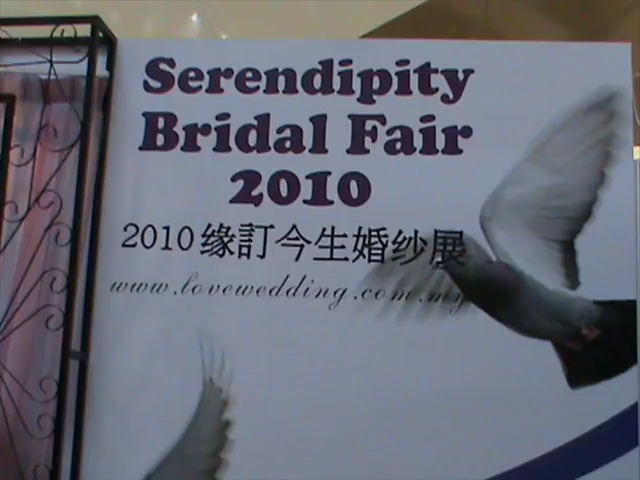 Serendipity
Bridal Fair
2010
2010缘訂今生婚纱展
www.lovewedding.com.my